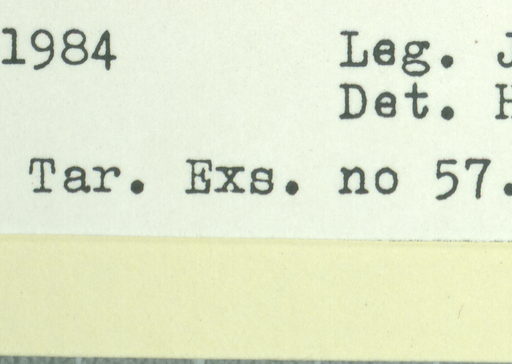 1984 Leg. J
Det. H
Tar. Exs. no 57.